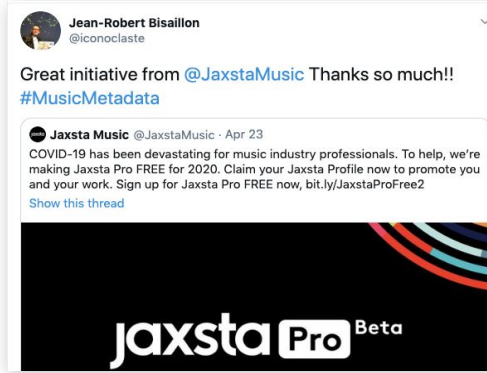 Jean-Robert Bisaillon
@iconoclaste
Great initiative from @JaxstaMusic Thanks so much!!
#MusicMetadata
jaxsta
Jaxsta Music @JaxstaMusic · Apr 23
COVID-19 has been devastating for music industry professionals. To help, we're
making Jaxsta Pro FREE for 2020. Claim your Jaxsta Profile now to promote you
and your work. Sign up for Jaxsta Pro FREE now, bit.ly/JaxstaProFree2
Show this thread
jaxsta Pro Beta